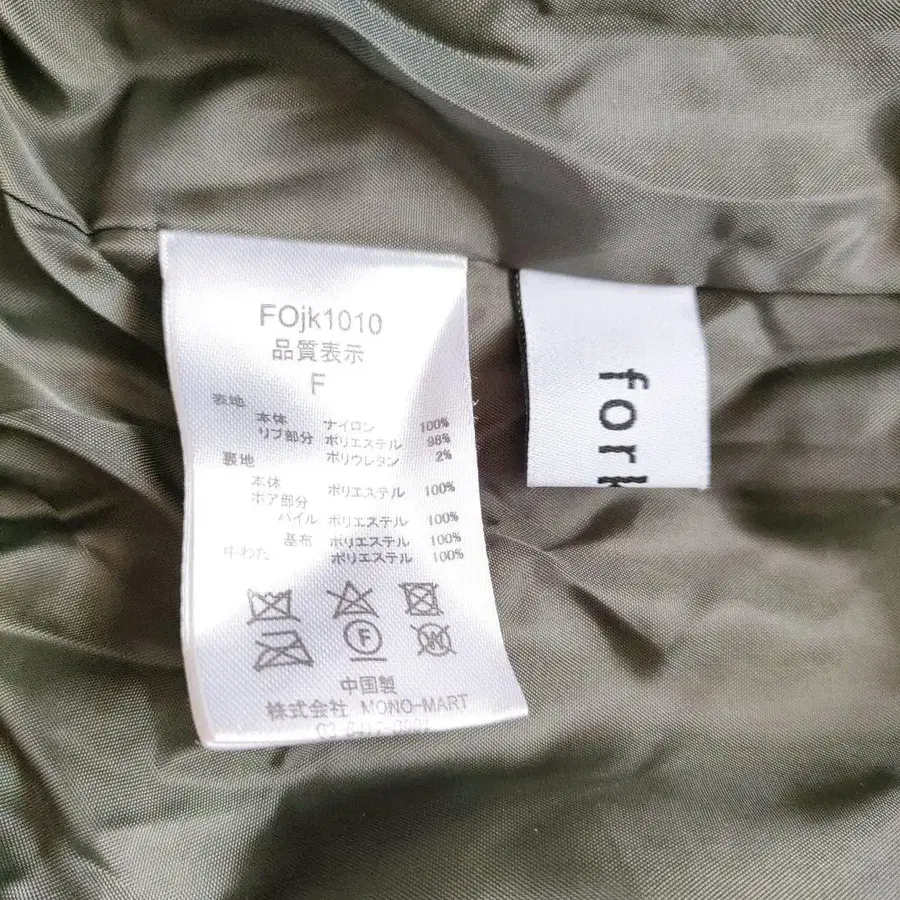 FOjk1010
品質表示
F
表地
本体 ナイロン 100%
リブ部分 ポリエステル 98%
ポリウレタン 2%
裏地
本体 ポリエステル 100%
ボア部分
パイル ポリエステル 100%
基布 ポリエステル 100%
中わた ポリエステル 100%
F
W
中国製
株式会社 MONO-MART
for